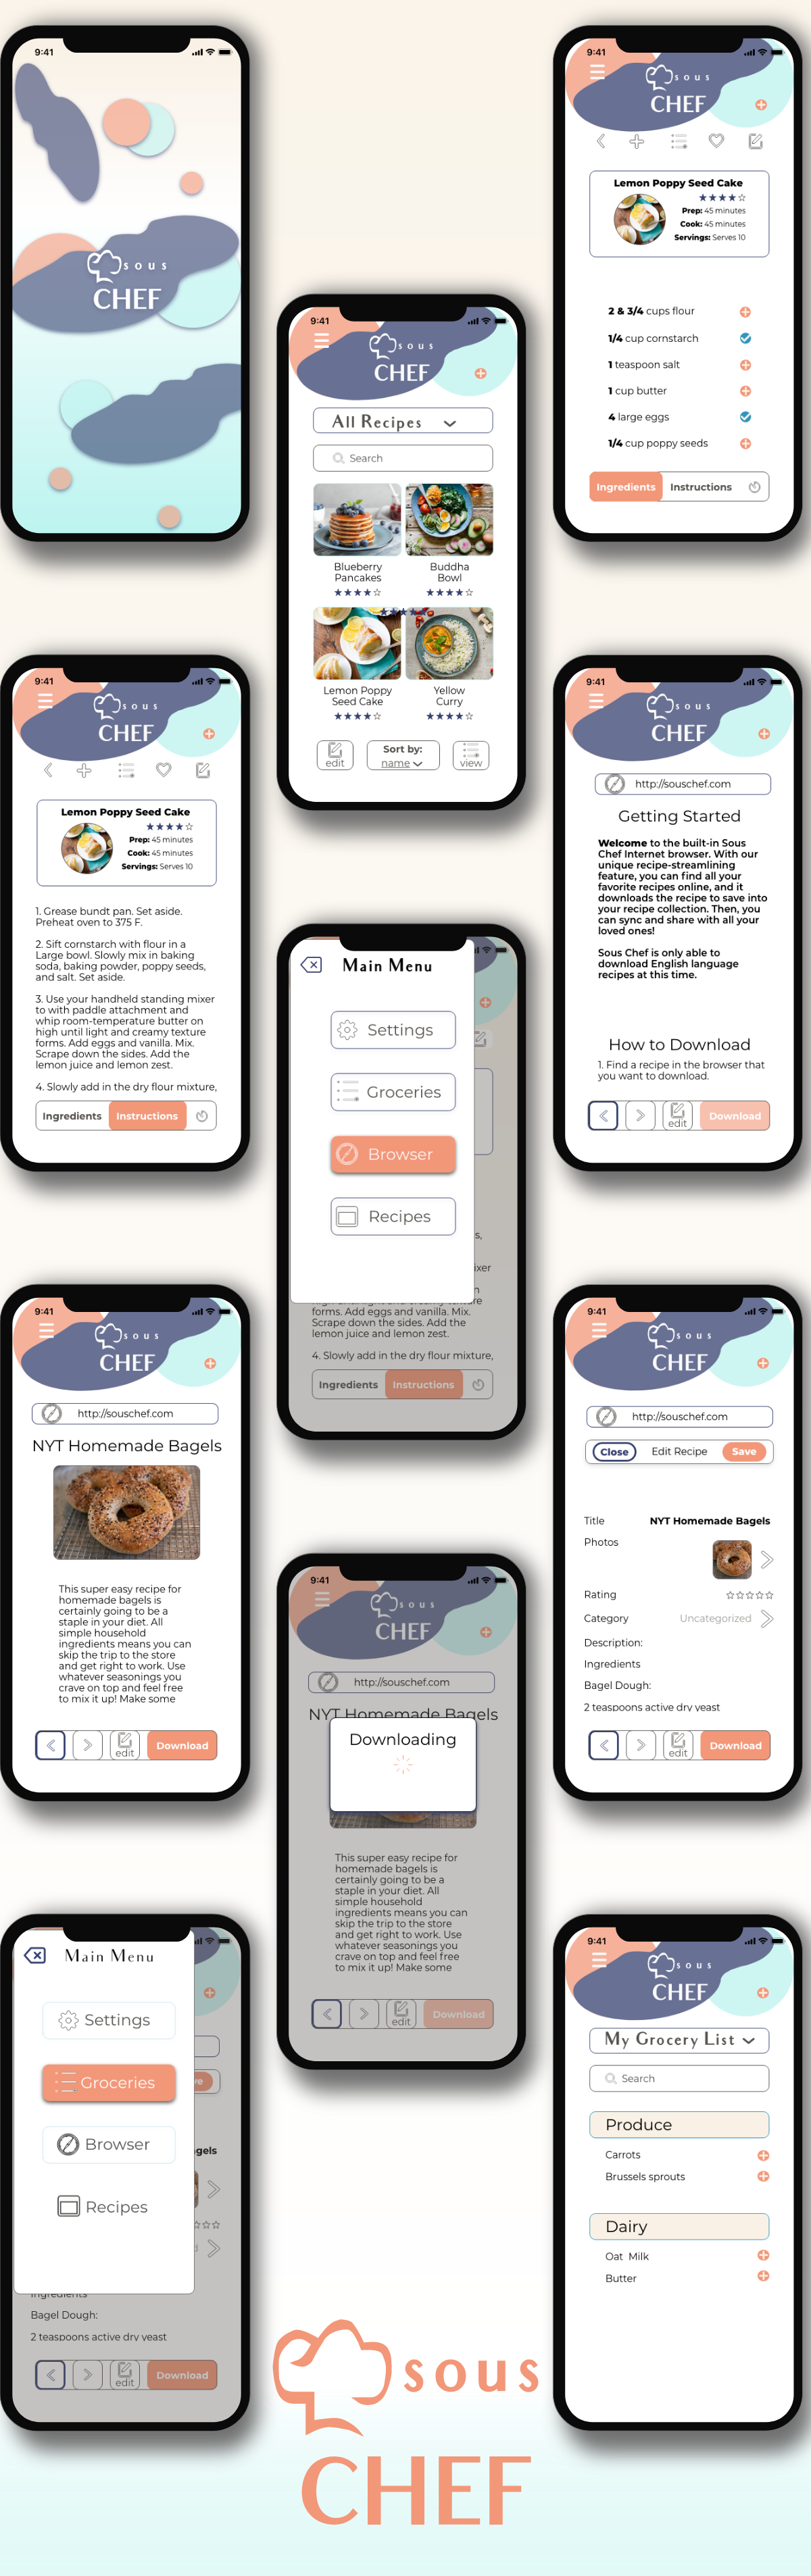 9:41
sous
CHEF
9:41
sous
CHEF
Lemon Poppy Seed Cake
Prep: 45 minutes
Cook: 45 minutes
Servings: Serves 10
2 & 3/4 cups flour
1/4 cup cornstarch
1 teaspoon salt
1 cup butter
4 large eggs
1/4 cup poppy seeds
Ingredients
Instructions
9:41
sous
CHEF
All Recipes
Search
Blueberry
Pancakes
Buddha
Bowl
Lemon Poppy
Seed Cake
Yellow
Curry
edit
Sort by:
name
view
9:41
sous
CHEF
Lemon Poppy Seed Cake
Prep: 45 minutes
Cook: 45 minutes
Servings: Serves 10
1. Grease bundt pan. Set aside.
Preheat oven to 375 F.
2. Sift cornstarch with flour in a
Large bowl. Slowly mix in baking
soda, baking powder, poppy seeds,
and salt. Set aside.
3. Use your handheld standing mixer
to with paddle attachment and
whip room-temperature butter on
high until light and creamy texture
forms. Add eggs and vanilla. Mix.
Scrape down the sides. Add the
lemon juice and lemon zest.
4. Slowly add in the dry flour mixture,
Ingredients
Instructions
9:41
sous
CHEF
http://souschef.com
Getting Started
Welcome to the built-in Sous
Chef Internet browser. With our
unique recipe-streamlining
feature, you can find all your
favorite recipes online, and it
downloads the recipe to save into
your recipe collection. Then, you
can sync and share with all your
loved ones!
Sous Chef is only able to
download English language
recipes at this time.
How to Download
1. Find a recipe in the browser that
you want to download.
edit
Download
Main Menu
Settings
Groceries
Browser
Recipes
s,
ixer
n
re
forms. Add eggs and vanilla. Mix.
Scrape down the sides. Add the
lemon juice and lemon zest.
4. Slowly add in the dry flour mixture,
Ingredients
Instructions
9:41
sous
CHEF
http://souschef.com
NYT Homemade Bagels
This super easy recipe for
homemade bagels is
certainly going to be a
staple in your diet. All
simple household
ingredients means you can
skip the trip to the store
and get right to work. Use
whatever seasonings you
crave on top and feel free
to mix it up! Make some
edit
Download
9:41
sous
CHEF
http://souschef.com
Close
Edit Recipe
Save
Title
NYT Homemade Bagels
Photos
Rating
Category
Uncategorized
Description:
Ingredients
Bagel Dough:
2 teaspoons active dry yeast
edit
Download
9:41
sous
CHEF
http://souschef.com
NYT Homemade Bagels
Downloading
This super easy recipe for
homemade bagels is
certainly going to be a
staple in your diet. All
simple household
ingredients means you can
skip the trip to the store
and get right to work. Use
whatever seasonings you
crave on top and feel free
to mix it up! Make some
edit
Download
Main Menu
Settings
Groceries
Browser
Recipes
ve
gels
d
Ingredients
Bagel Dough:
2 teaspoons active dry yeast
edit
Download
9:41
sous
CHEF
My Grocery List
Search
Produce
Carrots
Brussels sprouts
Dairy
Oat Milk
Butter
sous
CHEF